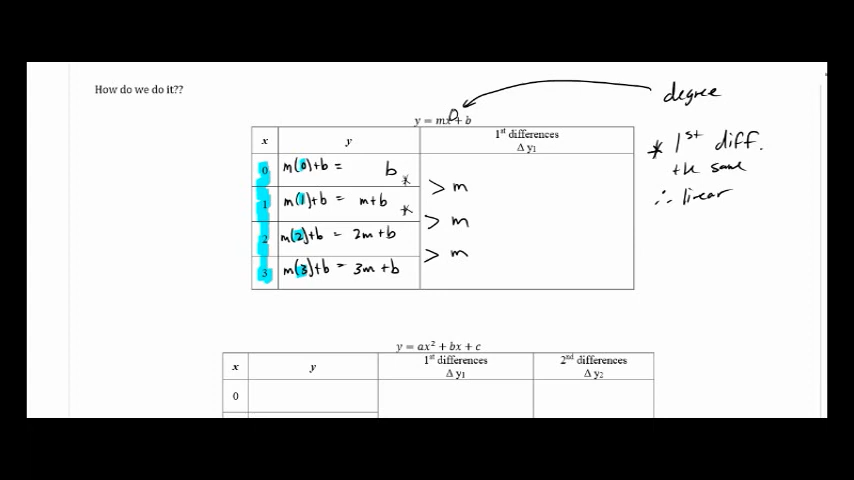 How do we do it??
degree
y = mx + b
x y 1st differences
Δ y1
* 1st diff.
the same
∴ linear
0 m(0)+b = b *
> m
1 m(1)+b = m+b *
> m
2 m(2)+b = 2m+b
> m
3 m(3)+b = 3m+b
y = ax² + bx + c
x y 1st differences 2nd differences
Δ y1 Δ y2
0